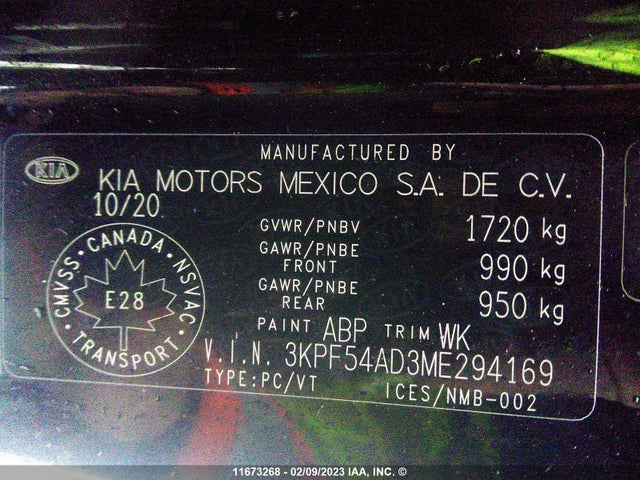 MANUFACTURED BY
KIA
KIA MOTORS MEXICO S.A. DE C.V.
10/20
GVWR/PNBV 1720 kg
GAWR/PNBE FRONT 990 kg
GAWR/PNBE REAR 950 kg
CMVSS · CANADA · NSVAC · TRANSPORT ·
E28
PAINT ABP TRIM WK
V.I.N. 3KPF54AD3ME294169
TYPE:PC/VT ICES/NMB-002
11673268 - 02/09/2023 IAA, INC. ©